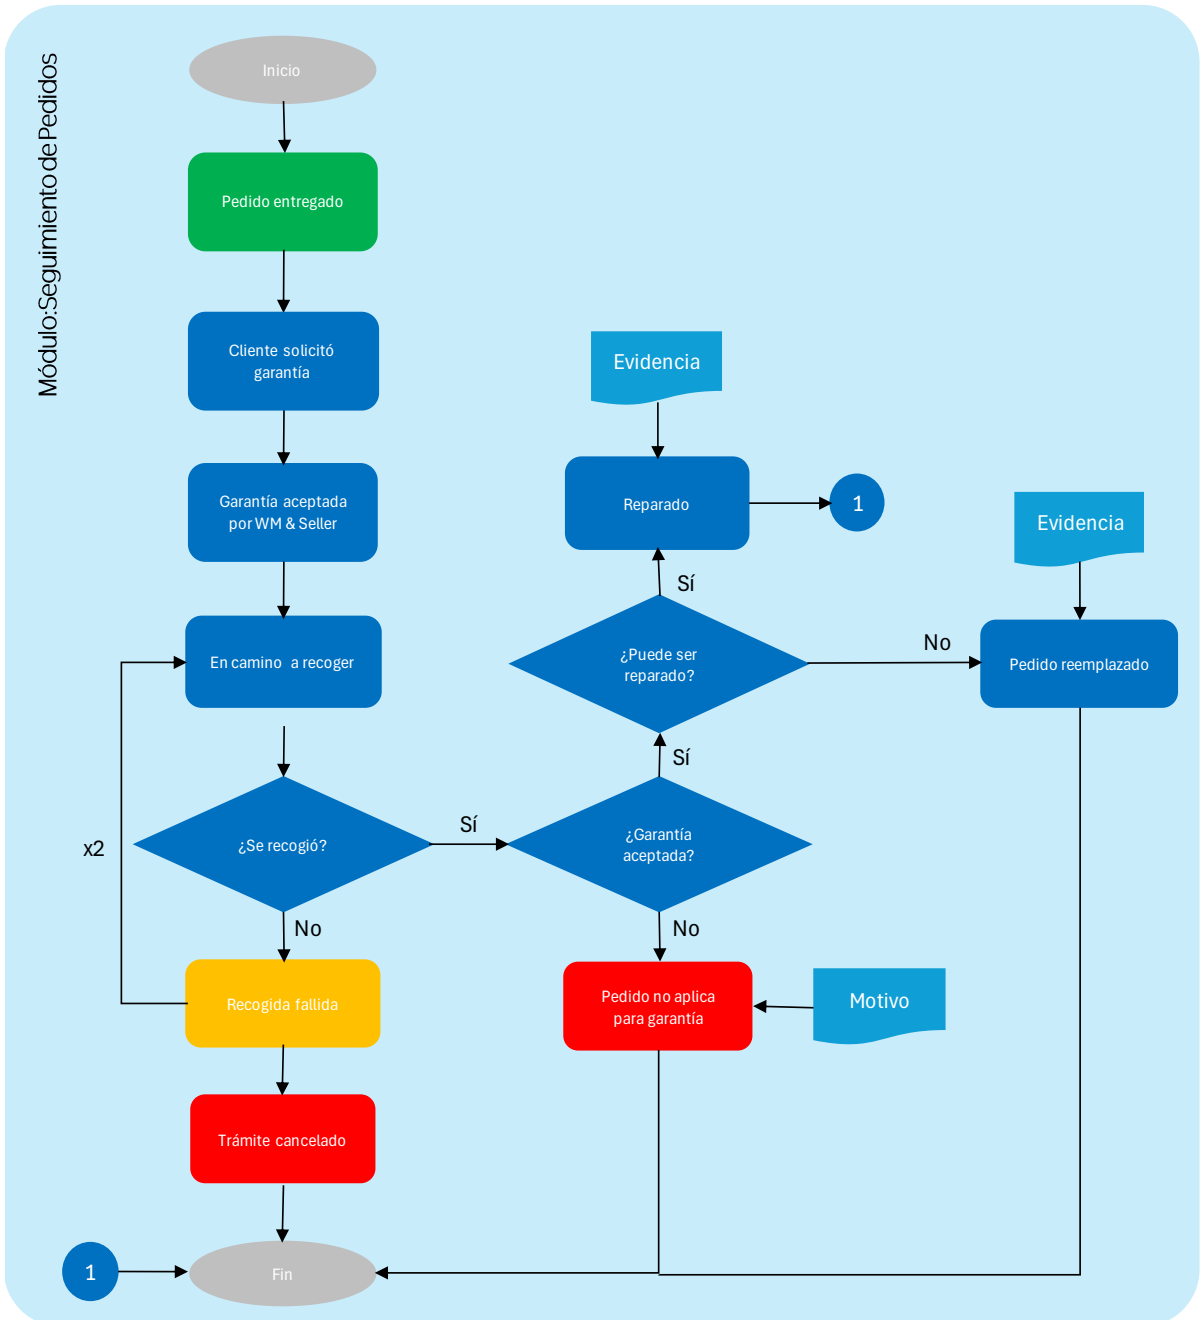 Módulo: Seguimiento de Pedidos
Inicio
Pedido entregado
Cliente solicitó
garantía
Garantía aceptada
por WM & Seller
En camino a recoger
¿Se recogió?
x2
No
Recogida fallida
Trámite cancelado
1
Fin
Sí
¿Garantía
aceptada?
No
Pedido no aplica
para garantía
Motivo
Sí
¿Puede ser
reparado?
Sí
Reparado
Evidencia
1
No
Evidencia
Pedido reemplazado